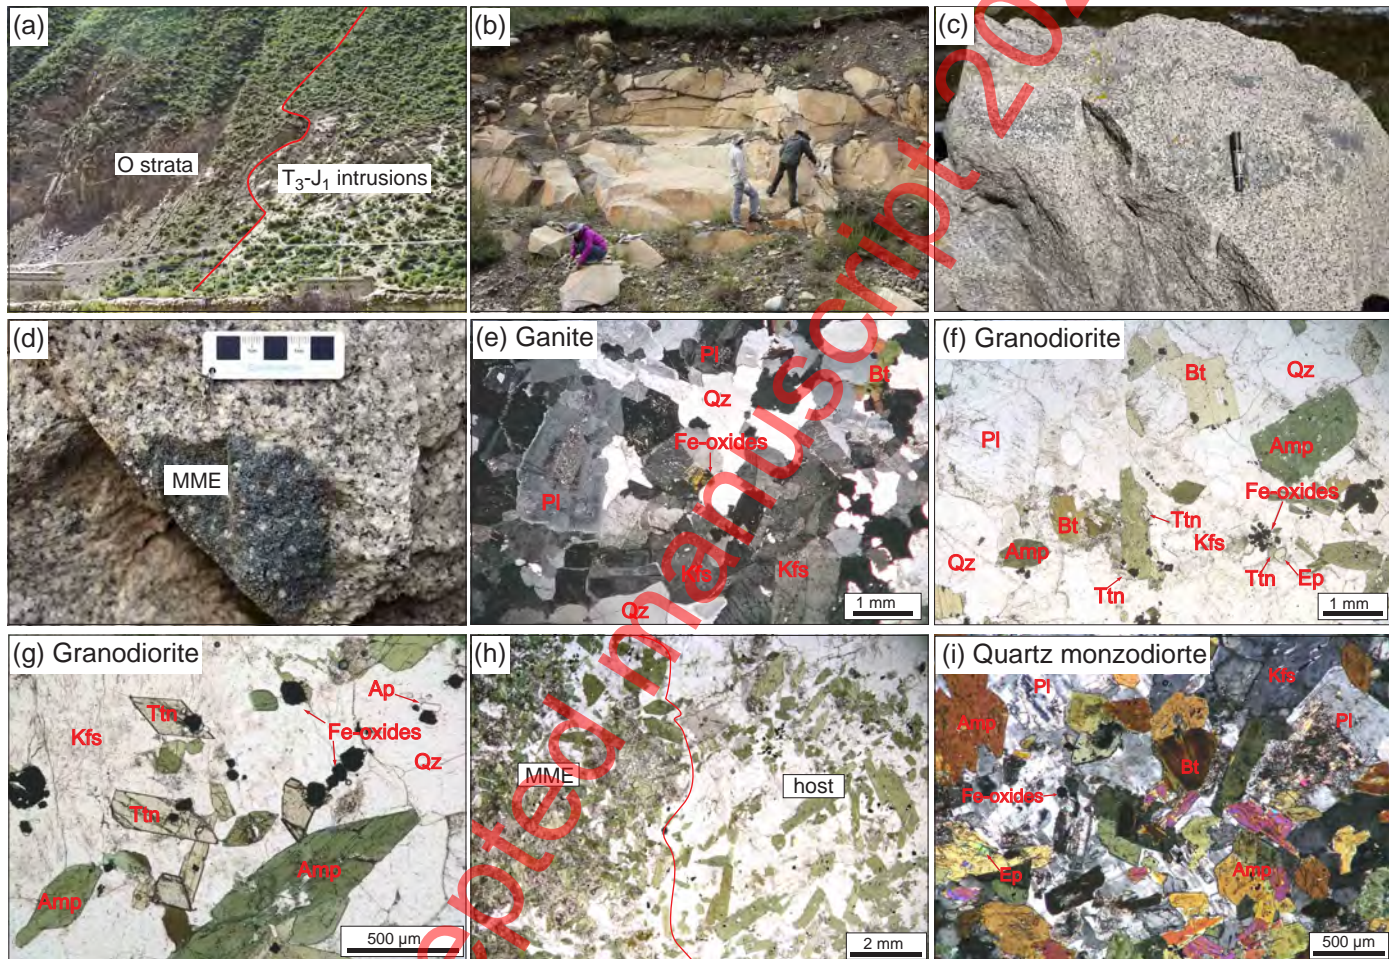 (a)
O strata
T3-J1 intrusions
(b)
(c)
(d)
MME
(e) Ganite
Pl
Bt
Qz
Fe-oxides
Pl
Kfs
Kfs
Qz
1 mm
(f) Granodiorite
Bt
Qz
Pl
Amp
Fe-oxides
Bt
Ttn
Kfs
Amp
Qz
Ttn
Ep
Ttn
1 mm
(g) Granodiorite
Ap
Ttn
Fe-oxides
Kfs
Qz
Ttn
Amp
Amp
500 µm
(h)
MME
host
2 mm
(i) Quartz monzodiorte
Pl
Kfs
Amp
Pl
Bt
Fe-oxides
Ep
Amp
500 µm
epted manuscript 202